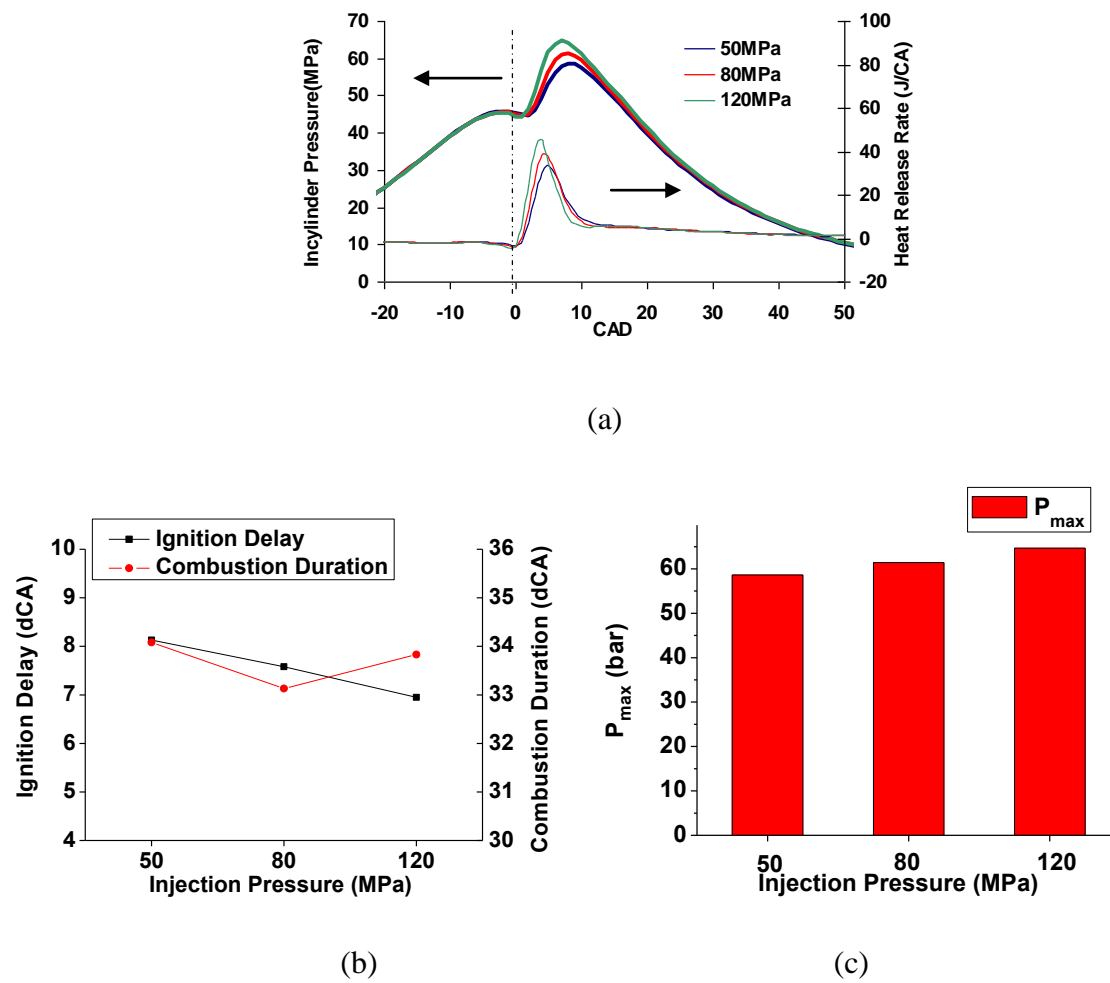 Incylinder Pressure(MPa)
70
60
50
40
30
20
10
0
50MPa
80MPa
120MPa
100
80
60
40
20
0
-20
Heat Release Rate (J/CA)
-20 -10 0 10 20 30 40 50
CAD
(a)
Ignition Delay (dCA)
10
9
8
7
6
5
4
Ignition Delay
Combustion Duration
36
35
34
33
32
31
30
Combustion Duration (dCA)
50 80 120
Injection Pressure (MPa)
(b)
P max
P max (bar)
60
50
40
30
20
10
0
50 80 120
Injection Pressure (MPa)
(c)